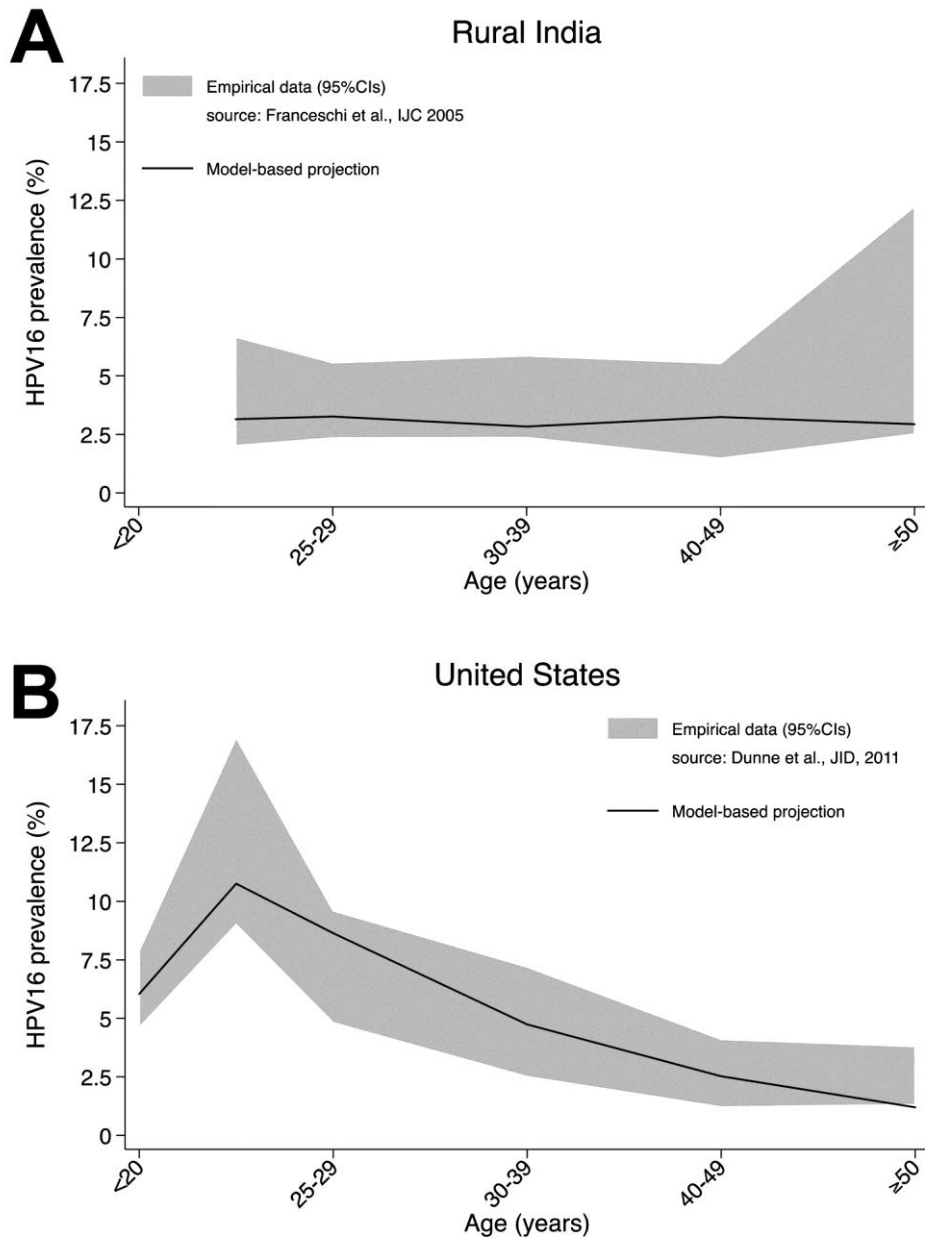 A
Rural India
17.5
15
12.5
10
7.5
5
2.5
0
HPV16 prevalence (%)
Empirical data (95%CIs)
source: Franceschi et al., IJC 2005
Model-based projection
<20
25-29
30-39
40-49
≥50
Age (years)
B
United States
17.5
15
12.5
10
7.5
5
2.5
0
HPV16 prevalence (%)
Empirical data (95%CIs)
source: Dunne et al., JID, 2011
Model-based projection
<20
25-29
30-39
40-49
≥50
Age (years)